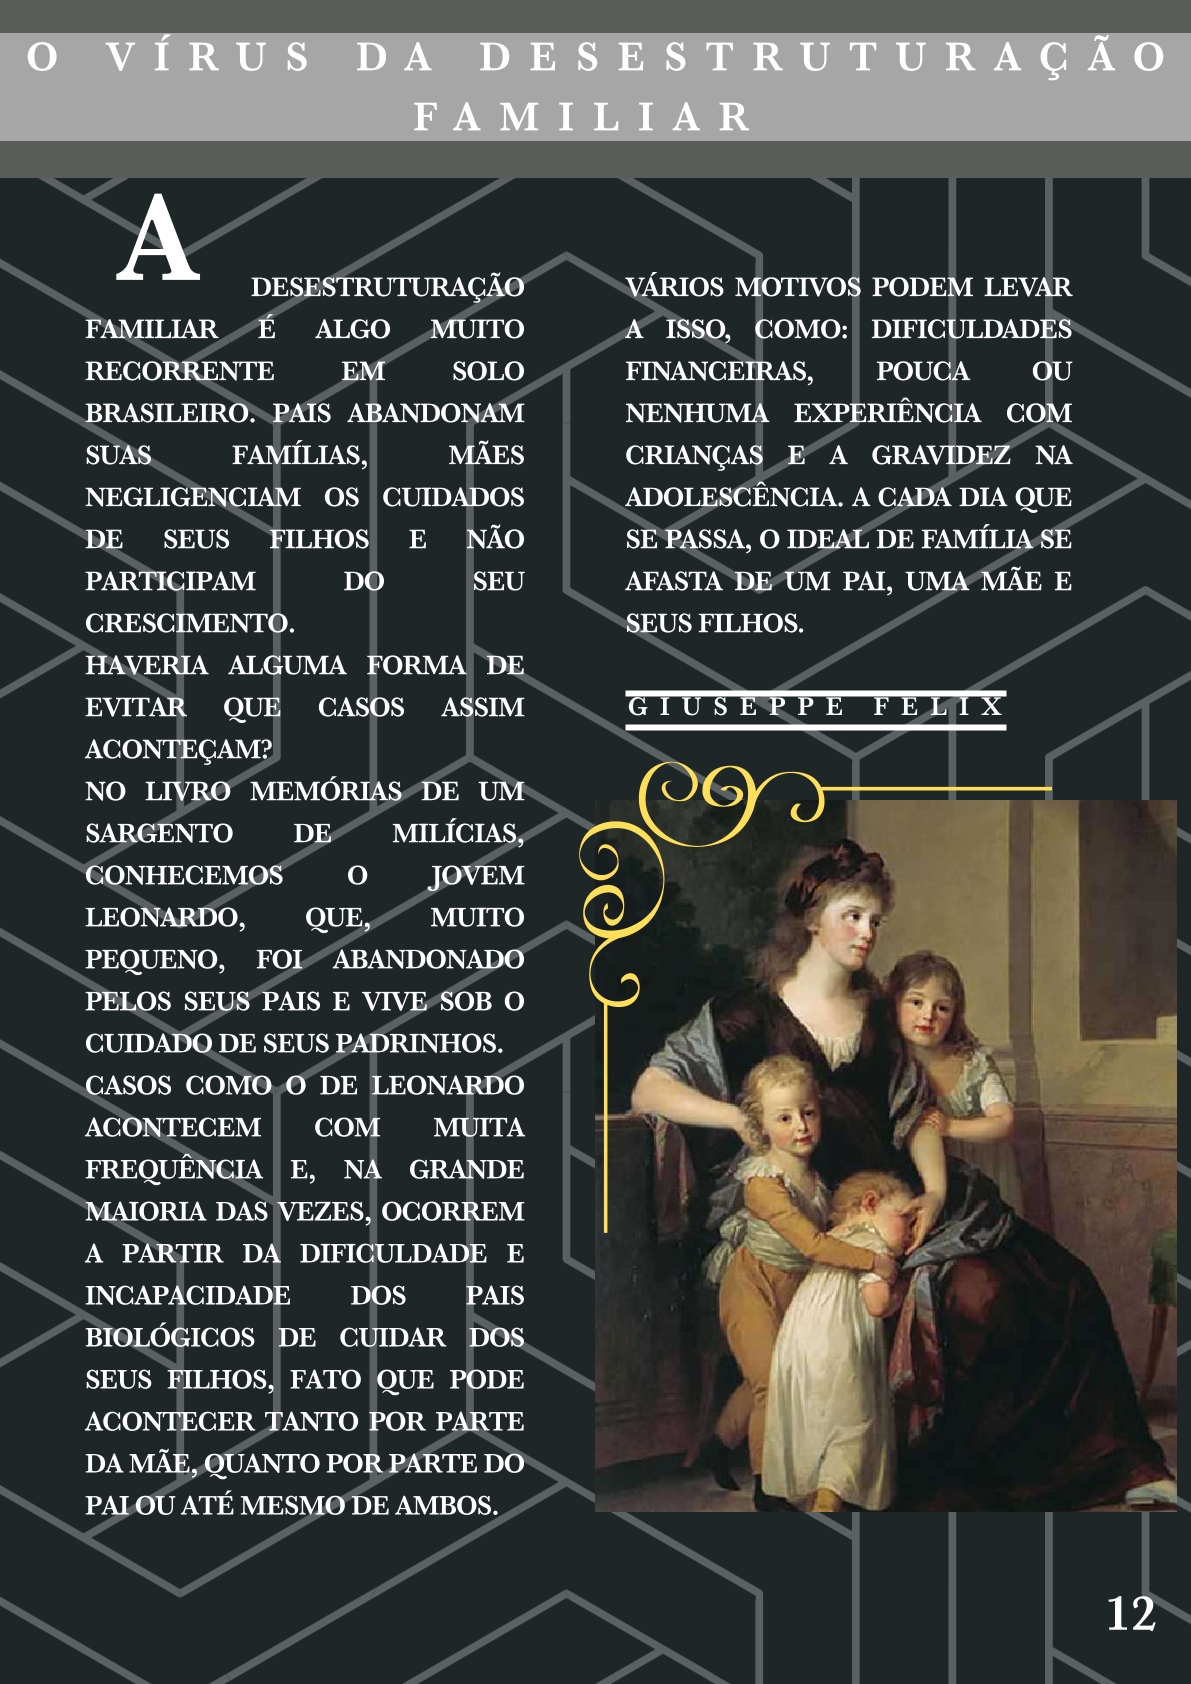 O VÍRUS DA DESESTRUTURAÇÃO
FAMILIAR
A
DESESTRUTURAÇÃO
FAMILIAR É ALGO MUITO
RECORRENTE EM SOLO
BRASILEIRO. PAIS ABANDONAM
SUAS FAMÍLIAS, MÃES
NEGLIGENCIAM OS CUIDADOS
DE SEUS FILHOS E NÃO
PARTICIPAM DO SEU
CRESCIMENTO.
HAVERIA ALGUMA FORMA DE
EVITAR QUE CASOS ASSIM
ACONTEÇAM?
NO LIVRO MEMÓRIAS DE UM
SARGENTO DE MILÍCIAS,
CONHECEMOS O JOVEM
LEONARDO, QUE, MUITO
PEQUENO, FOI ABANDONADO
PELOS SEUS PAIS E VIVE SOB O
CUIDADO DE SEUS PADRINHOS.
CASOS COMO O DE LEONARDO
ACONTECEM COM MUITA
FREQUÊNCIA E, NA GRANDE
MAIORIA DAS VEZES, OCORREM
A PARTIR DA DIFICULDADE E
INCAPACIDADE DOS PAIS
BIOLÓGICOS DE CUIDAR DOS
SEUS FILHOS, FATO QUE PODE
ACONTECER TANTO POR PARTE
DA MÃE, QUANTO POR PARTE DO
PAI OU ATÉ MESMO DE AMBOS.
VÁRIOS MOTIVOS PODEM LEVAR
A ISSO, COMO: DIFICULDADES
FINANCEIRAS, POUCA OU
NENHUMA EXPERIÊNCIA COM
CRIANÇAS E A GRAVIDEZ NA
ADOLESCÊNCIA. A CADA DIA QUE
SE PASSA, O IDEAL DE FAMÍLIA SE
AFASTA DE UM PAI, UMA MÃE E
SEUS FILHOS.
GIUSEPPE FELIX
12